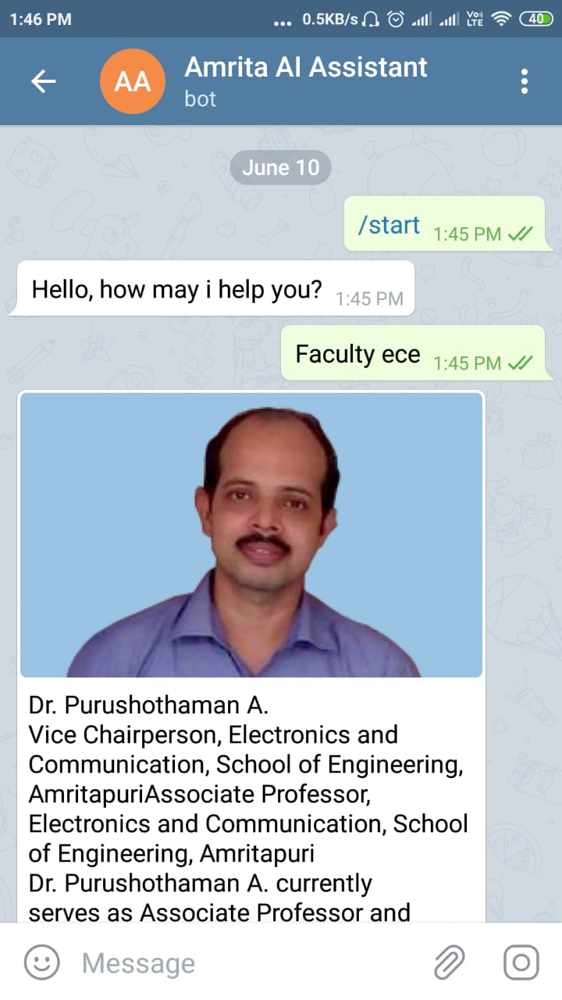 1:46 PM
... 0.5KB/s Vo)) LTE 40
AA
Amrita AI Assistant
bot
June 10
/start 1:45 PM
Hello, how may i help you? 1:45 PM
Faculty ece 1:45 PM
Dr. Purushothaman A.
Vice Chairperson, Electronics and
Communication, School of Engineering,
AmritapuriAssociate Professor,
Electronics and Communication, School
of Engineering, Amritapuri
Dr. Purushothaman A. currently
serves as Associate Professor and
Message